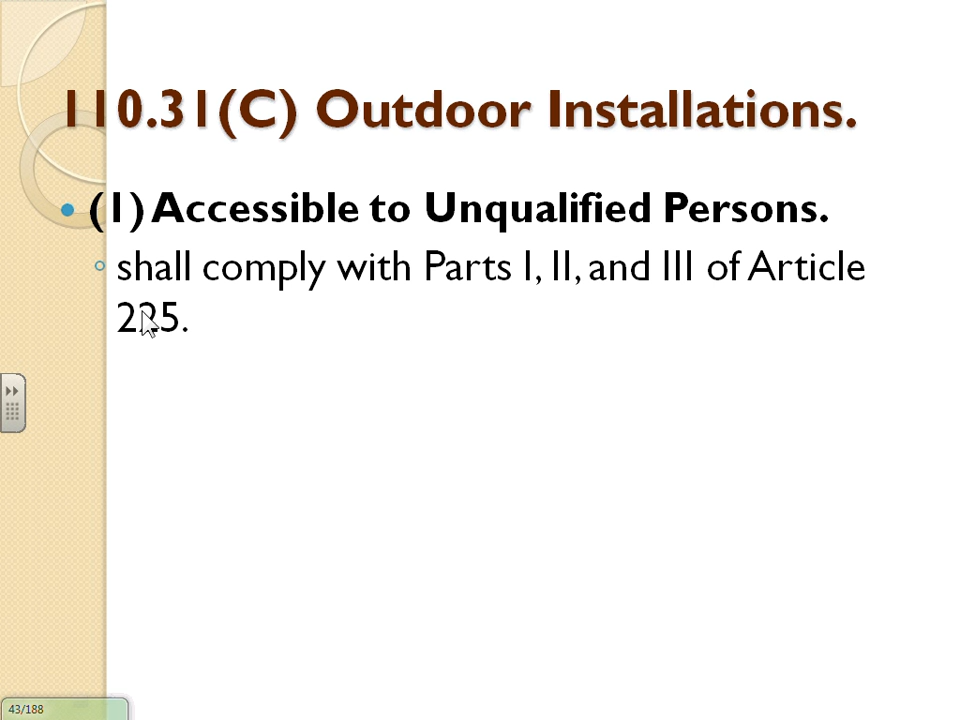 110.31(C) Outdoor Installations.
(1) Accessible to Unqualified Persons.
shall comply with Parts I, II, and III of Article
225.
43/188